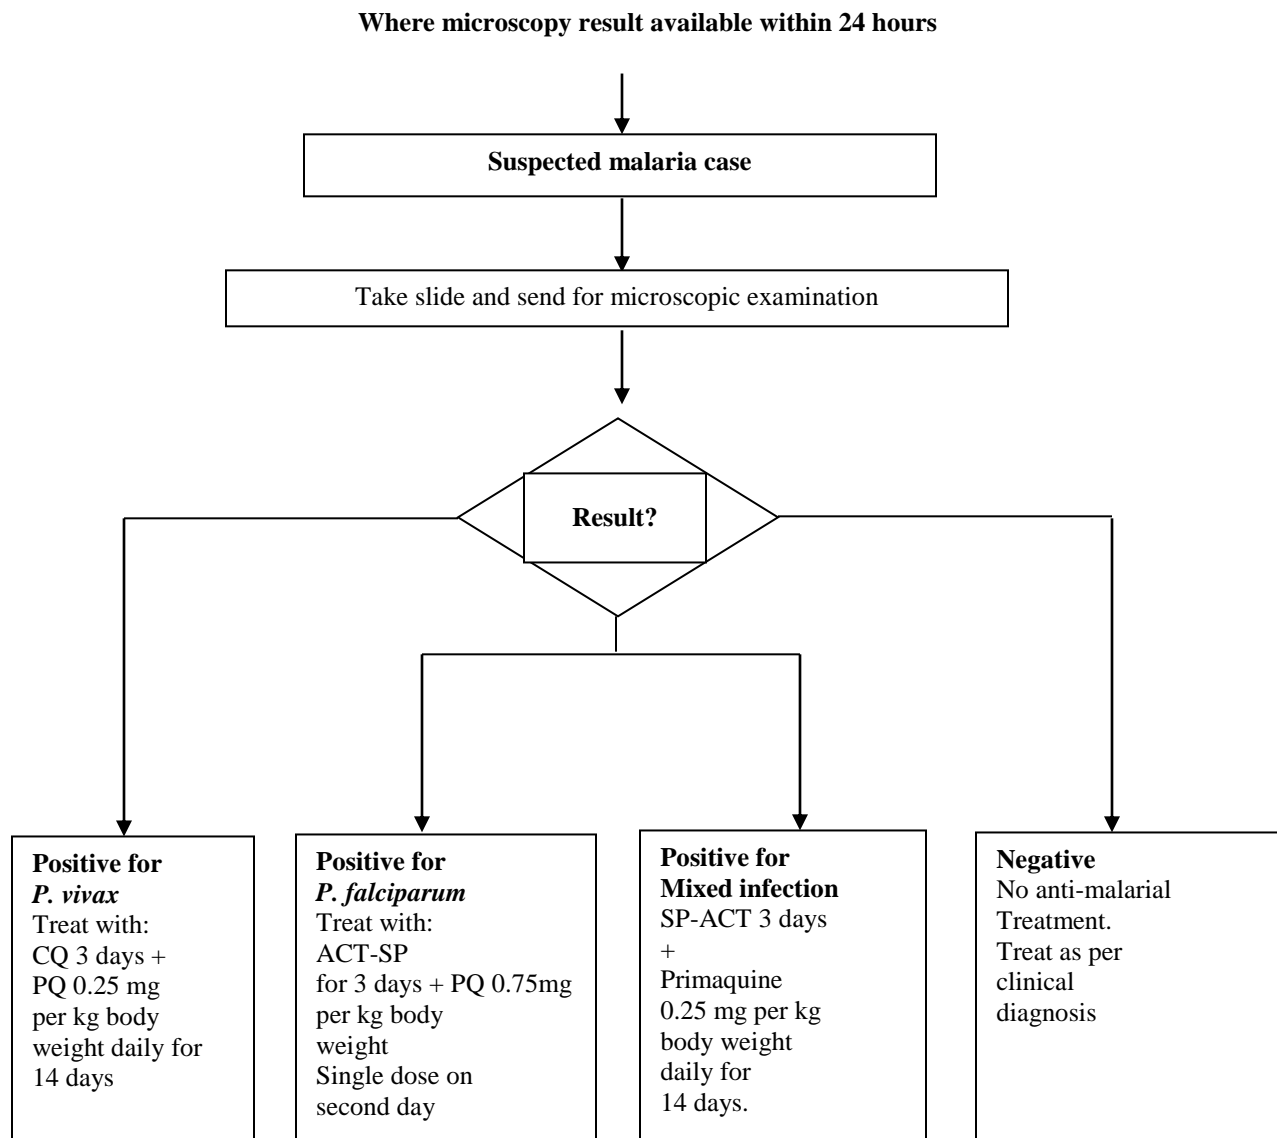 Where microscopy result available within 24 hours
Suspected malaria case
Take slide and send for microscopic examination
Result?
Positive for
P. vivax
Treat with:
CQ 3 days +
PQ 0.25 mg
per kg body
weight daily for
14 days
Positive for
P. falciparum
Treat with:
ACT-SP
for 3 days + PQ 0.75mg
per kg body
weight
Single dose on
second day
Positive for
Mixed infection
SP-ACT 3 days
+
Primaquine
0.25 mg per kg
body weight
daily for
14 days.
Negative
No anti-malarial
Treatment.
Treat as per
clinical
diagnosis